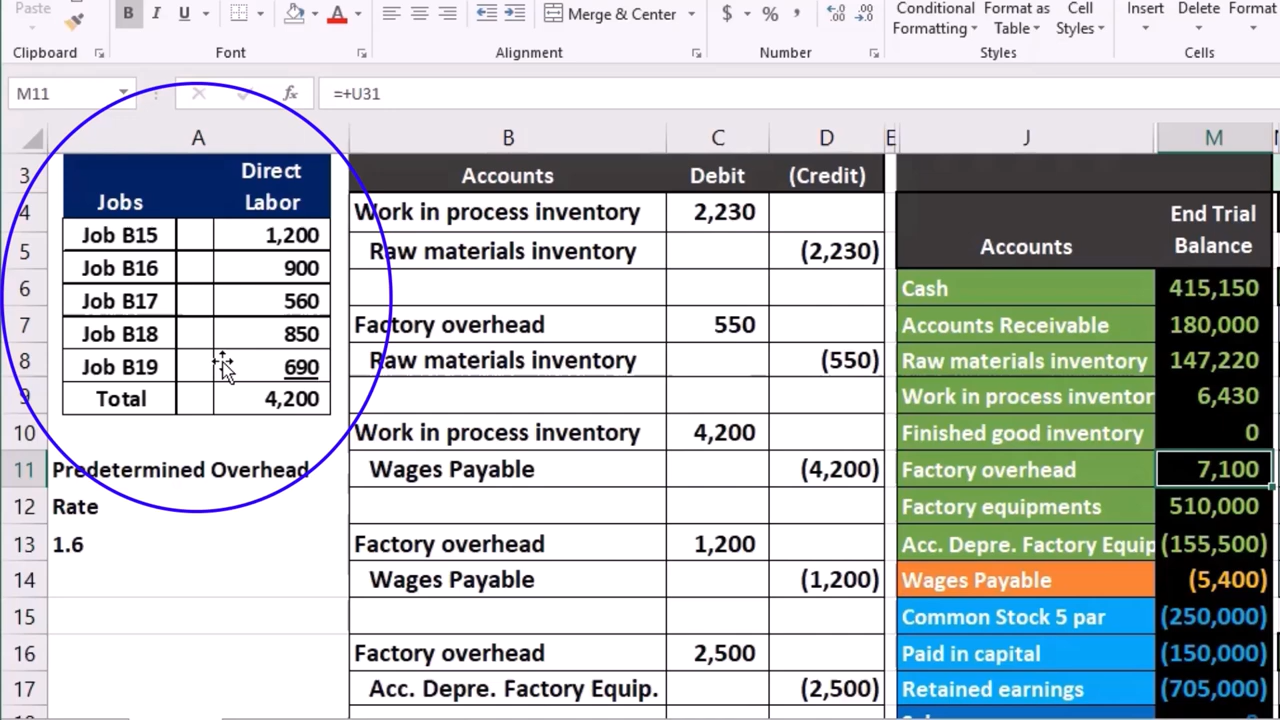 Paste
B I U
Merge & Center
$ % ,
Conditional Formatting
Format as Table
Cell Styles
Insert Delete Format
Clipboard
Font
Alignment
Number
Styles
Cells
M11 fx =+U31
A B C D E J M
3 Accounts Debit (Credit)
Jobs Direct Labor
Job B15 1,200
Job B16 900
Job B17 560
Job B18 850
Job B19 690
Total 4,200
Predetermined Overhead
Rate
1.6
4 Work in process inventory 2,230
5 Raw materials inventory (2,230)
6
7 Factory overhead 550
8 Raw materials inventory (550)
9
10 Work in process inventory 4,200
11 Wages Payable (4,200)
12
13 Factory overhead 1,200
14 Wages Payable (1,200)
15
16 Factory overhead 2,500
17 Acc. Depre. Factory Equip. (2,500)
Accounts End Trial Balance
Cash 415,150
Accounts Receivable 180,000
Raw materials inventory 147,220
Work in process inventor 6,430
Finished good inventory 0
Factory overhead 7,100
Factory equipments 510,000
Acc. Depre. Factory Equip (155,500)
Wages Payable (5,400)
Common Stock 5 par (250,000)
Paid in capital (150,000)
Retained earnings (705,000)